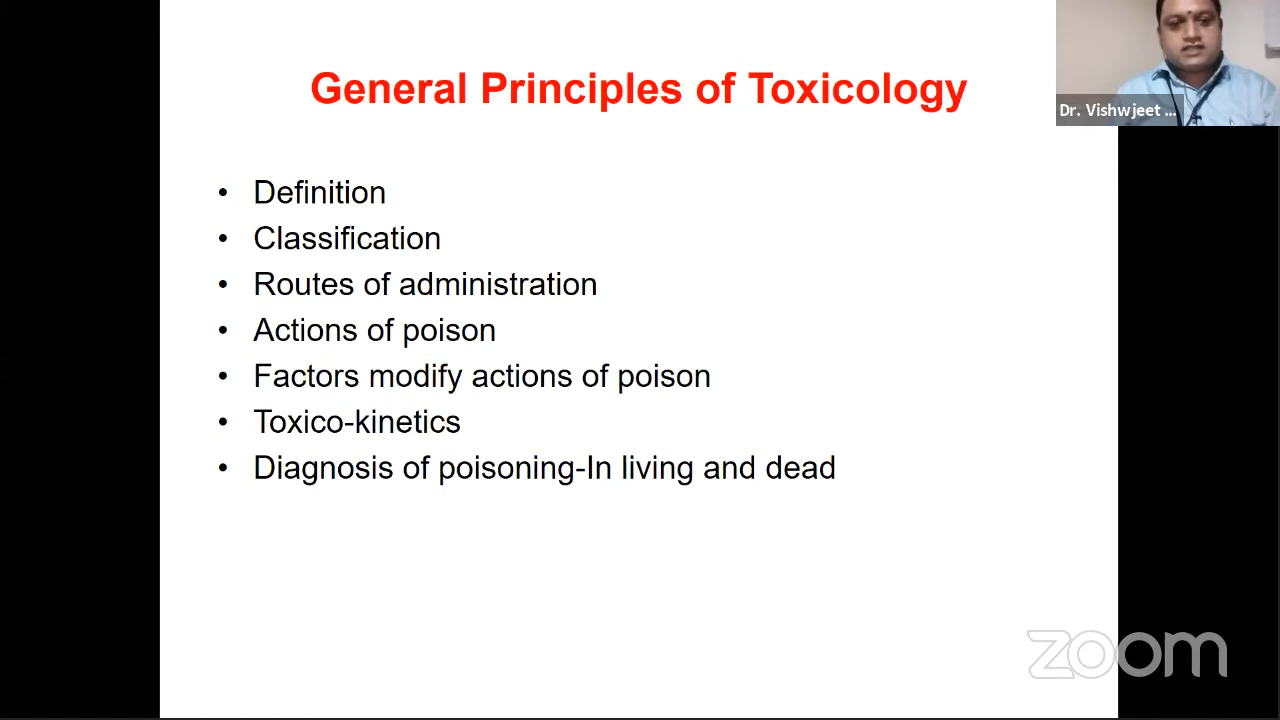 General Principles of Toxicology
Dr. Vishwjeet ...
• Definition
• Classification
• Routes of administration
• Actions of poison
• Factors modify actions of poison
• Toxico-kinetics
• Diagnosis of poisoning-In living and dead
zoom